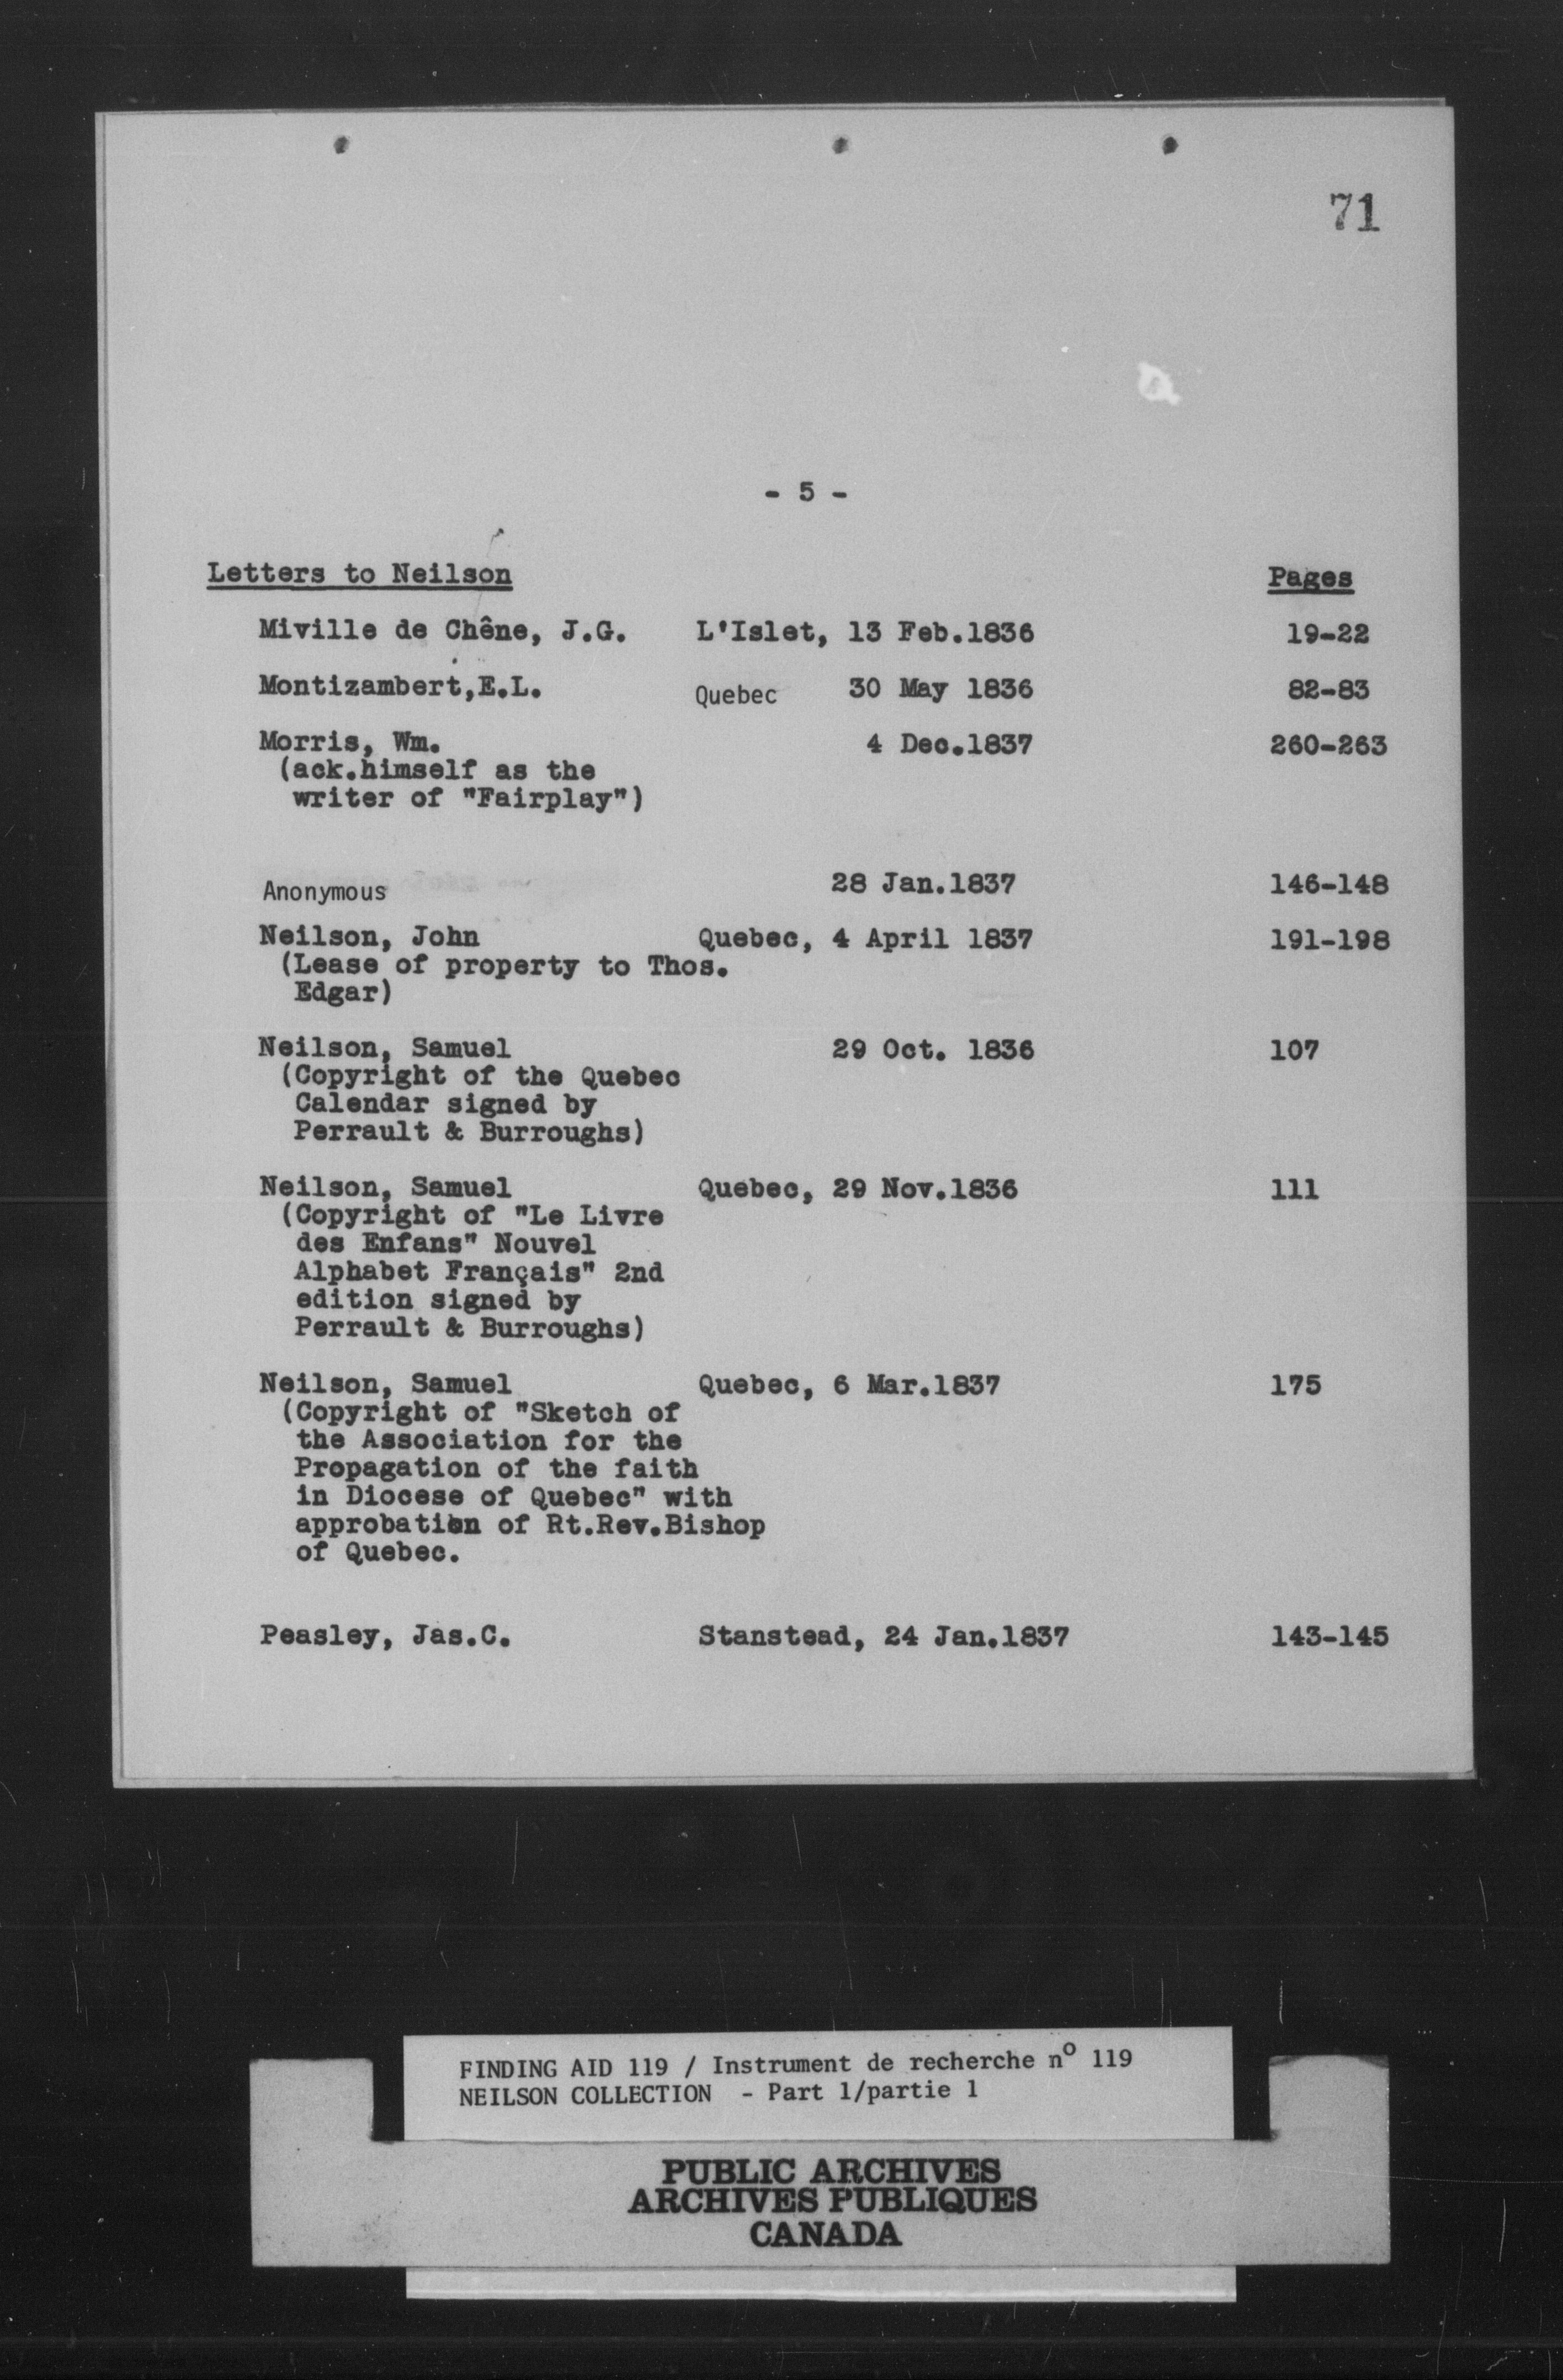 71
- 5 -
Letters to Neilson Pages
Miville de Chêne, J.G. L'Islet, 13 Feb.1836 19-22
Montizambert,E.L. Quebec 30 May 1836 82-83
Morris, Wm. 4 Dec.1837 260-263
(ack.himself as the
writer of "Fairplay")
Anonymous 28 Jan.1837 146-148
Neilson, John Quebec, 4 April 1837 191-198
(Lease of property to Thos.
Edgar)
Neilson, Samuel 29 Oct. 1836 107
(Copyright of the Quebec
Calendar signed by
Perrault & Burroughs)
Neilson, Samuel Quebec, 29 Nov.1836 111
(Copyright of "Le Livre
des Enfans" Nouvel
Alphabet Français" 2nd
edition signed by
Perrault & Burroughs)
Neilson, Samuel Quebec, 6 Mar.1837 175
(Copyright of "Sketch of
the Association for the
Propagation of the faith
in Diocese of Quebec" with
approbation of Rt.Rev.Bishop
of Quebec.
Peasley, Jas.C. Stanstead, 24 Jan.1837 143-145
FINDING AID 119 / Instrument de recherche nº 119
NEILSON COLLECTION - Part 1/partie 1
PUBLIC ARCHIVES
ARCHIVES PUBLIQUES
CANADA